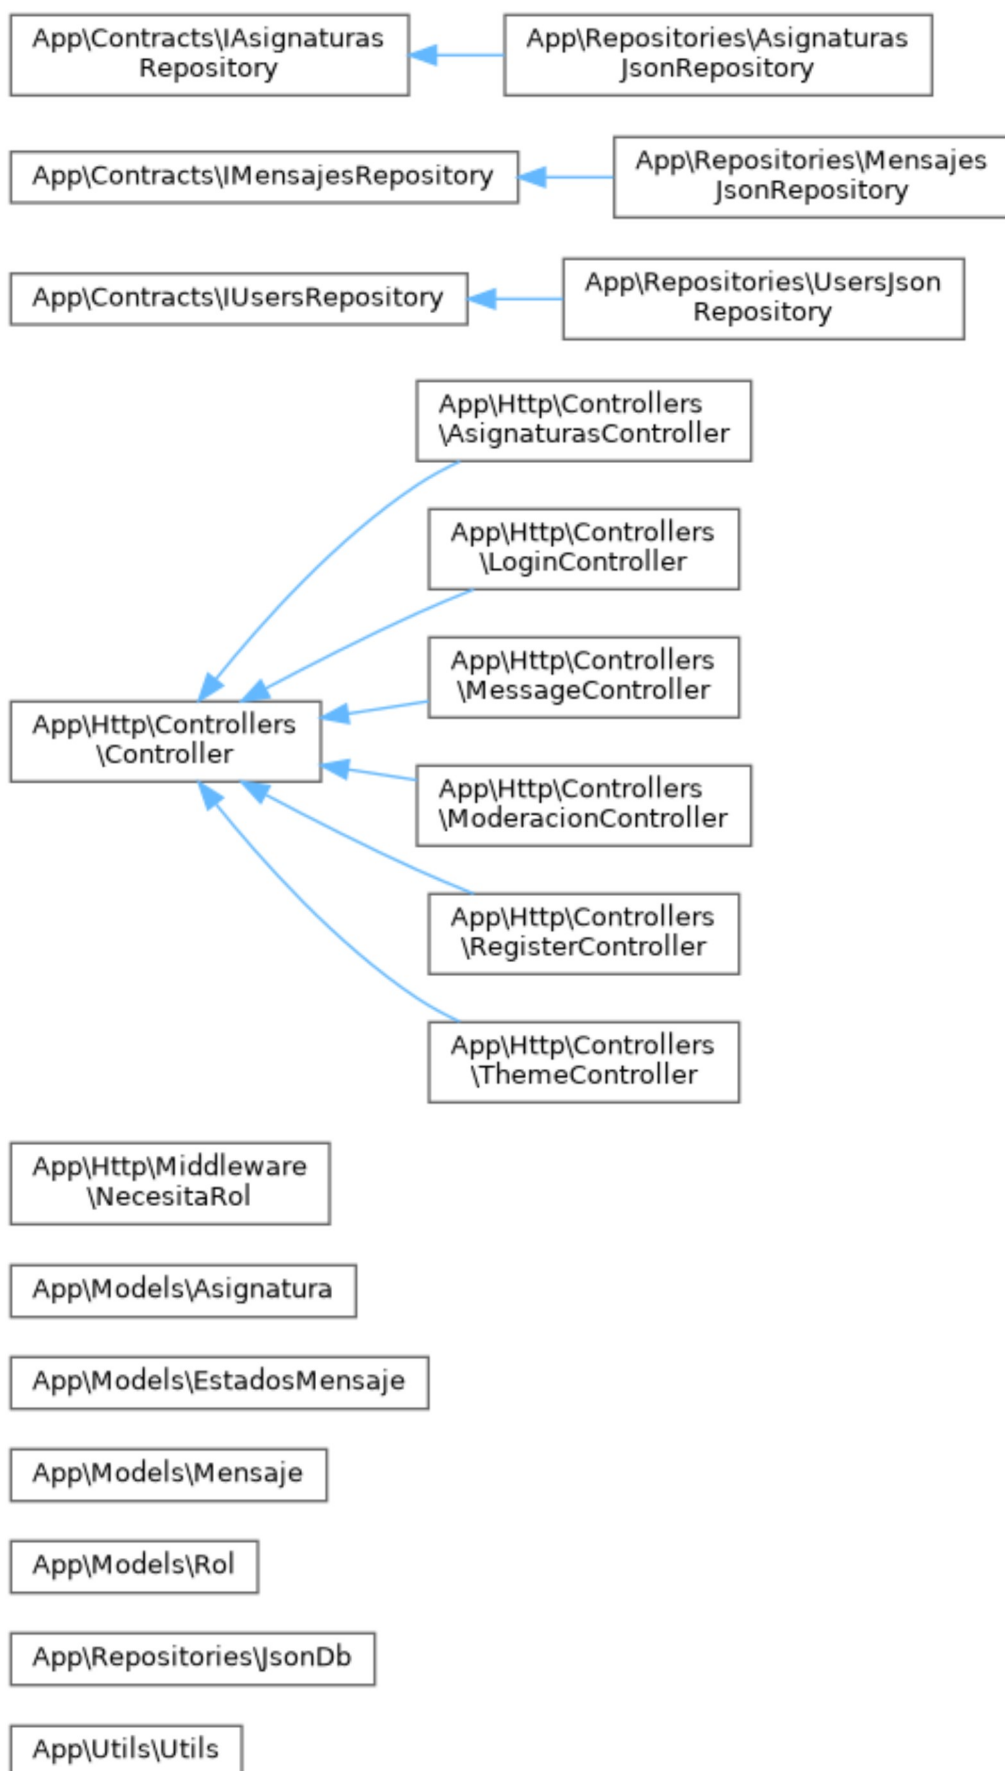 App\Contracts\IAsignaturas
Repository
App\Repositories\Asignaturas
JsonRepository
App\Contracts\IMensajesRepository
App\Repositories\Mensajes
JsonRepository
App\Contracts\IUsersRepository
App\Repositories\UsersJson
Repository
App\Http\Controllers
\AsignaturasController
App\Http\Controllers
\LoginController
App\Http\Controllers
\MessageController
App\Http\Controllers
\Controller
App\Http\Controllers
\ModeracionController
App\Http\Controllers
\RegisterController
App\Http\Controllers
\ThemeController
App\Http\Middleware
\NecesitaRol
App\Models\Asignatura
App\Models\EstadosMensaje
App\Models\Mensaje
App\Models\Rol
App\Repositories\JsonDb
App\Utils\Utils